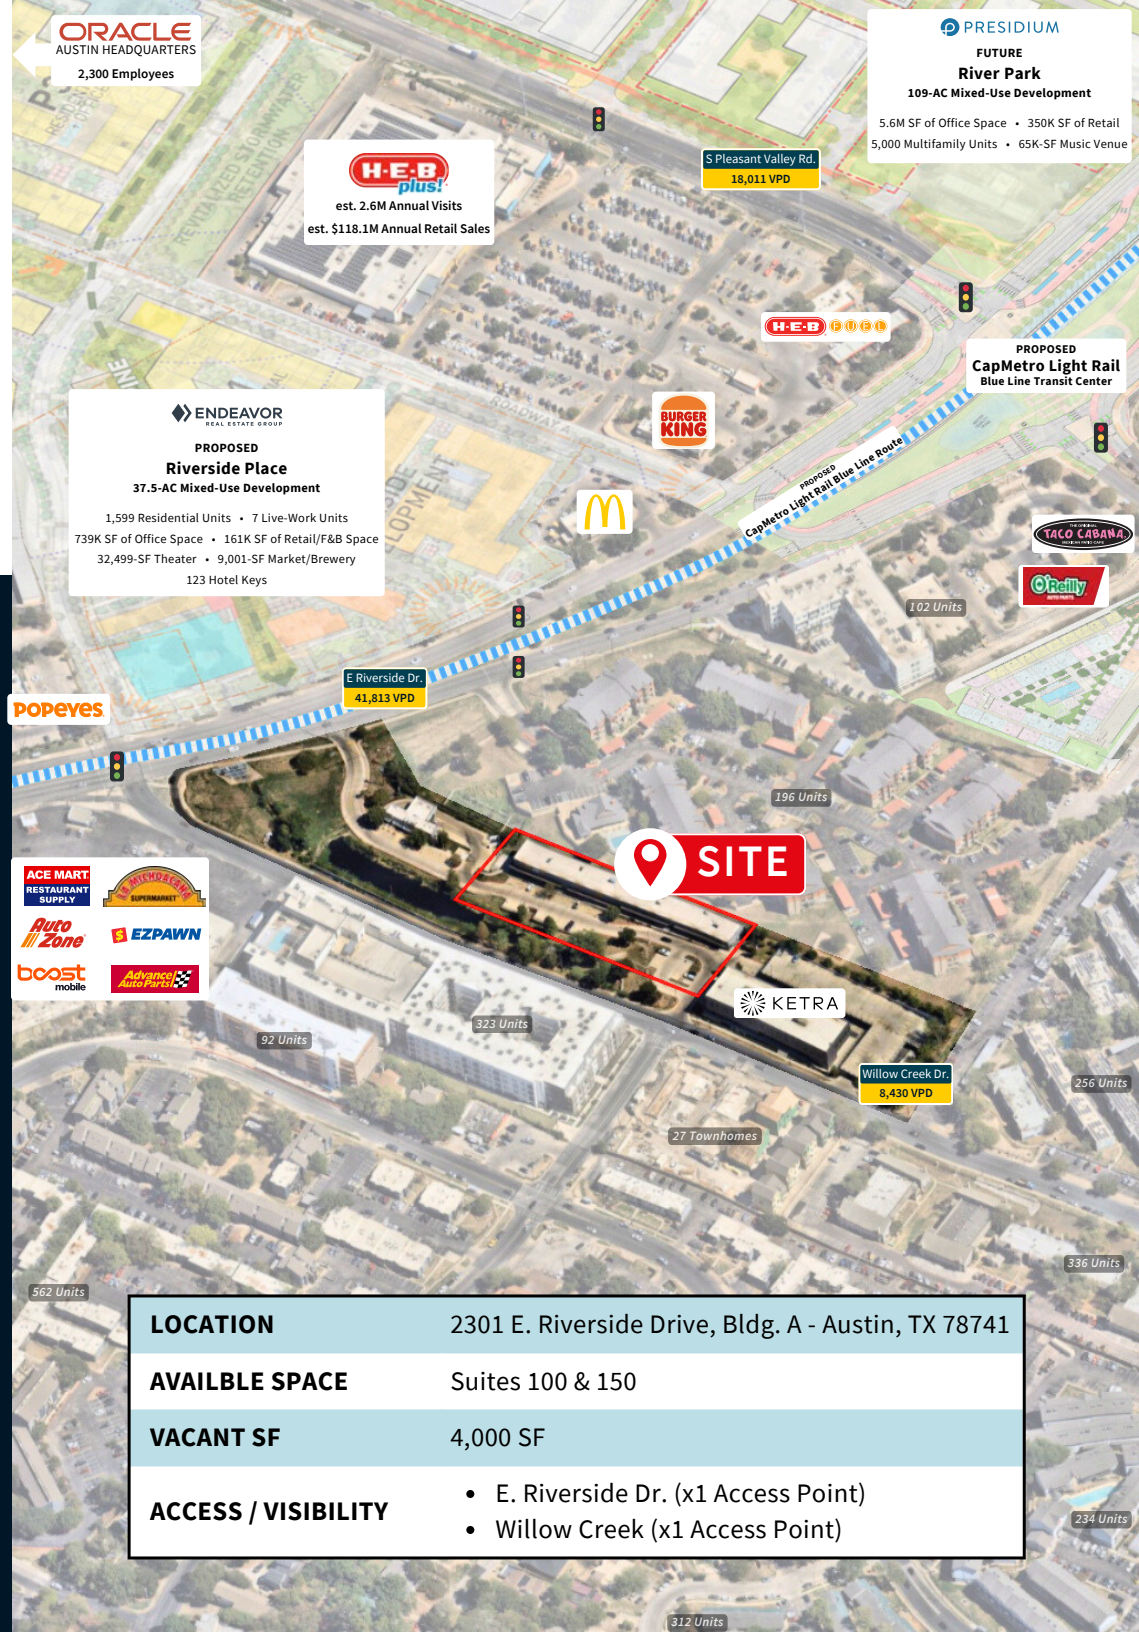 ORACLE
AUSTIN HEADQUARTERS
2,300 Employees
PRESIDIUM
FUTURE
River Park
109-AC Mixed-Use Development
5.6M SF of Office Space • 350K SF of Retail
5,000 Multifamily Units • 65K-SF Music Venue
S Pleasant Valley Rd.
18,011 VPD
H-E-B
plus!
est. 2.6M Annual Visits
est. $118.1M Annual Retail Sales
H-E-B FUEL
PROPOSED
CapMetro Light Rail
Blue Line Transit Center
BURGER
KING
PROPOSED
CapMetro Light Rail Blue Line Route
ENDEAVOR
REAL ESTATE GROUP
PROPOSED
Riverside Place
37.5-AC Mixed-Use Development
1,599 Residential Units • 7 Live-Work Units
739K SF of Office Space • 161K SF of Retail/F&B Space
32,499-SF Theater • 9,001-SF Market/Brewery
123 Hotel Keys
THE ORIGINAL
TACO CABANA.
MEXICAN PATIO CAFE
O'Reilly
AUTO PARTS
102 Units
E Riverside Dr.
41,813 VPD
POPEYES
196 Units
SITE
ACE MART
RESTAURANT
SUPPLY
LA MICHOACANA
SUPERMARKET
Auto
Zone
$ EZPAWN
boost
mobile
Advance
Auto Parts
KETRA
323 Units
92 Units
Willow Creek Dr.
8,430 VPD
256 Units
27 Townhomes
336 Units
562 Units
LOCATION 2301 E. Riverside Drive, Bldg. A - Austin, TX 78741
AVAILBLE SPACE Suites 100 & 150
VACANT SF 4,000 SF
ACCESS / VISIBILITY
• E. Riverside Dr. (x1 Access Point)
• Willow Creek (x1 Access Point)
234 Units
312 Units